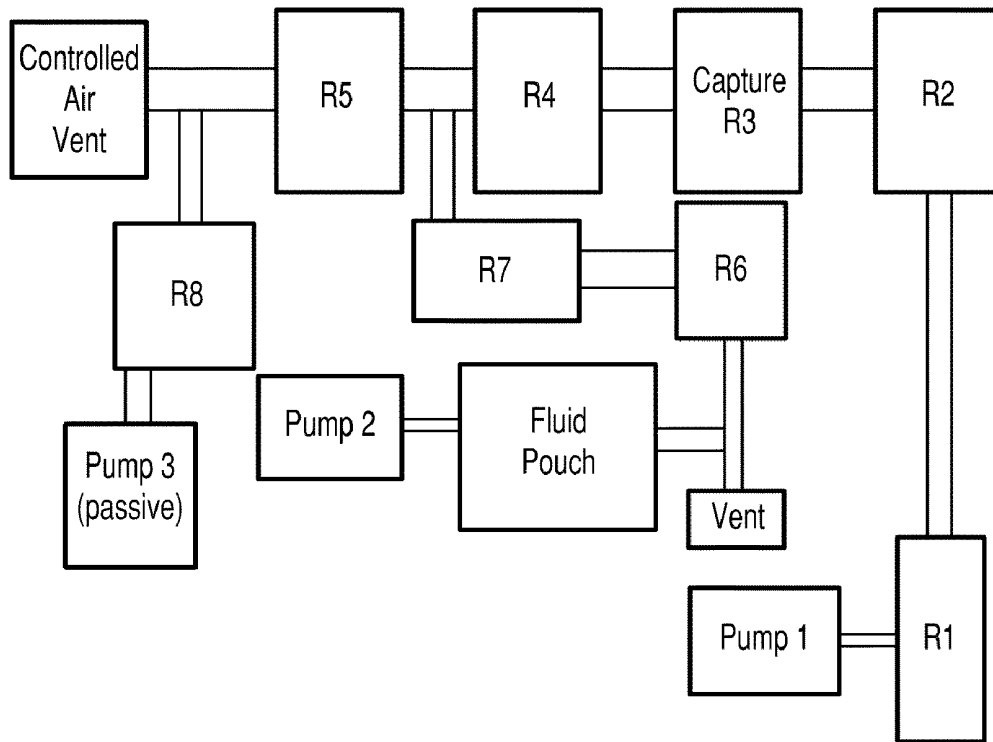 Controlled
Air
Vent
R5
R4
Capture
R3
R2
R8
R7
R6
Pump 2
Fluid
Pouch
Pump 3
(passive)
Vent
Pump 1
R1